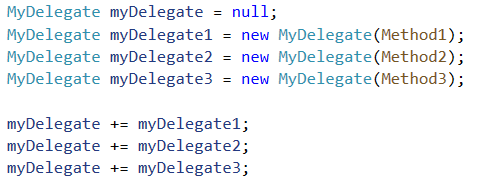 MyDelegate myDelegate = null;
MyDelegate myDelegate1 = new MyDelegate(Method1);
MyDelegate myDelegate2 = new MyDelegate(Method2);
MyDelegate myDelegate3 = new MyDelegate(Method3);
myDelegate += myDelegate1;
myDelegate += myDelegate2;
myDelegate += myDelegate3;